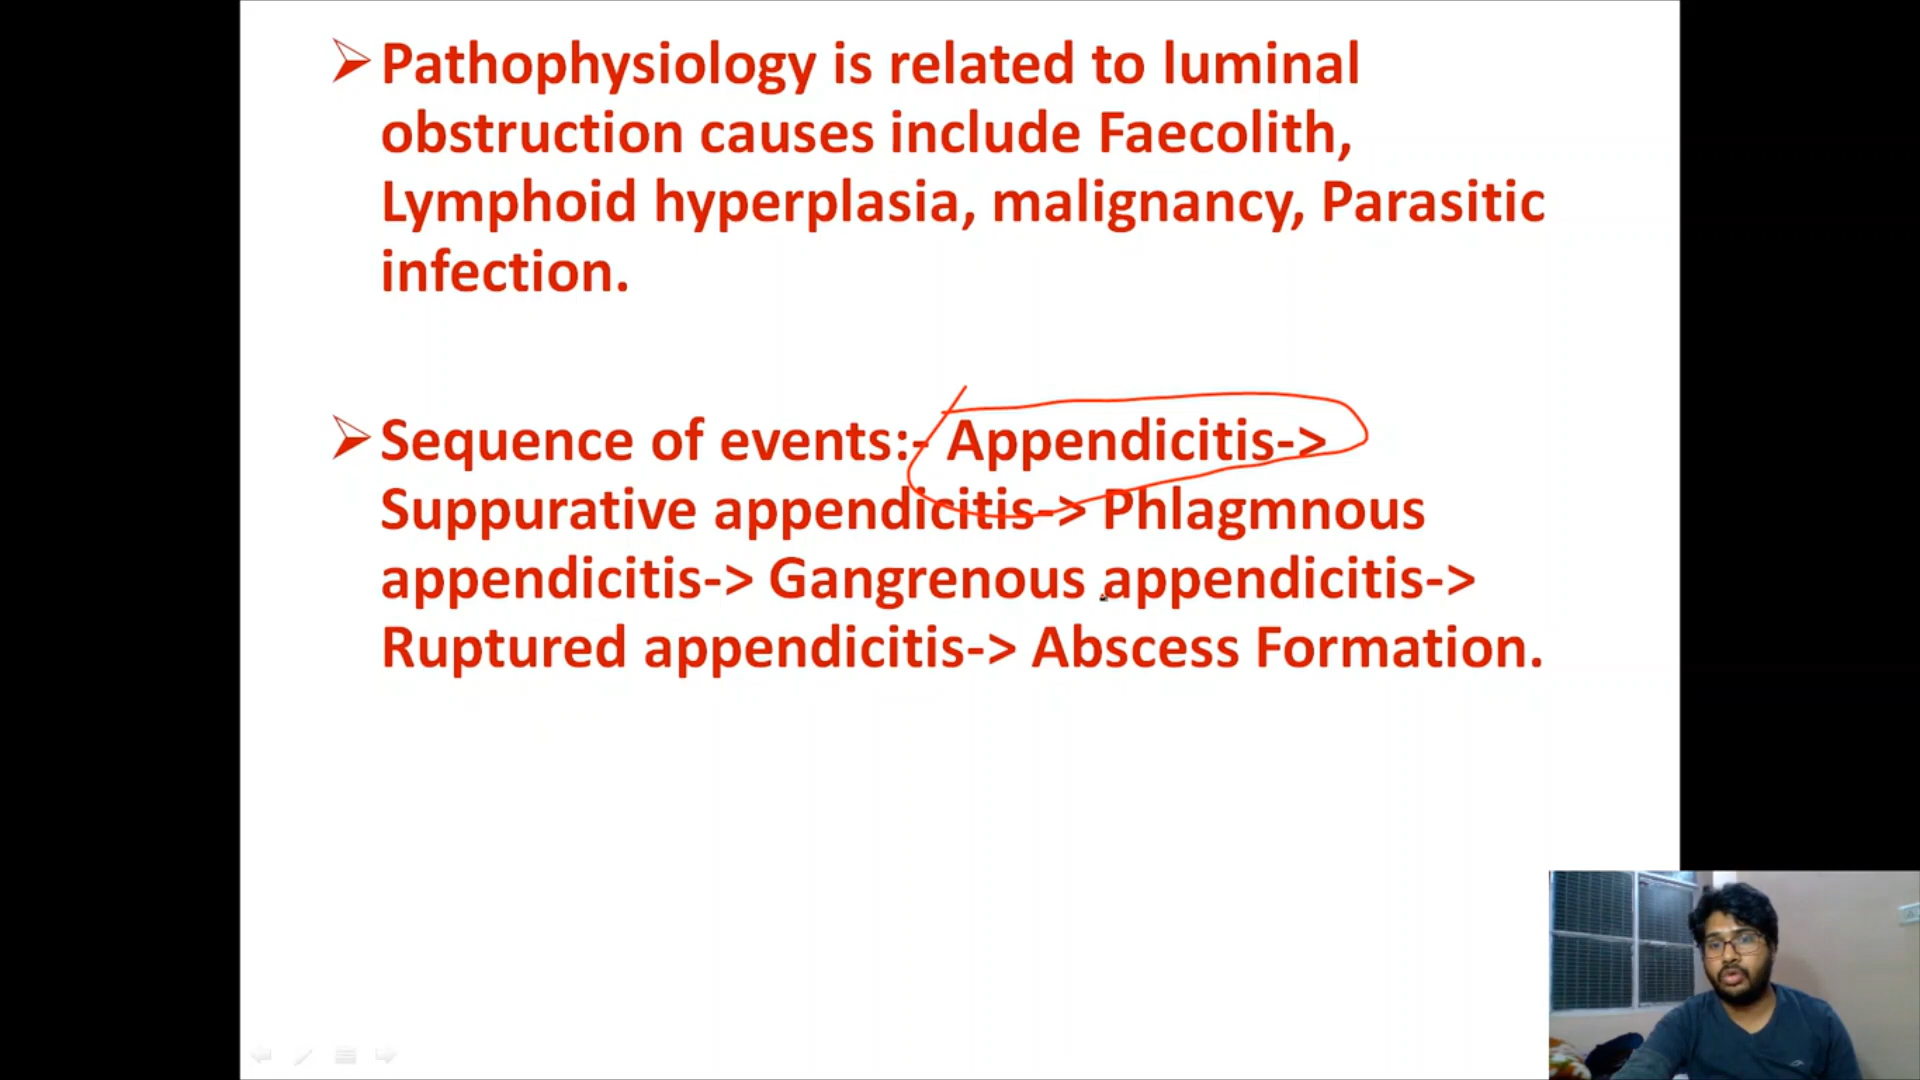 Pathophysiology is related to luminal
obstruction causes include Faecolith,
Lymphoid hyperplasia, malignancy, Parasitic
infection.
Sequence of events:- Appendicitis->
Suppurative appendicitis-> Phlagmnous
appendicitis-> Gangrenous appendicitis->
Ruptured appendicitis-> Abscess Formation.